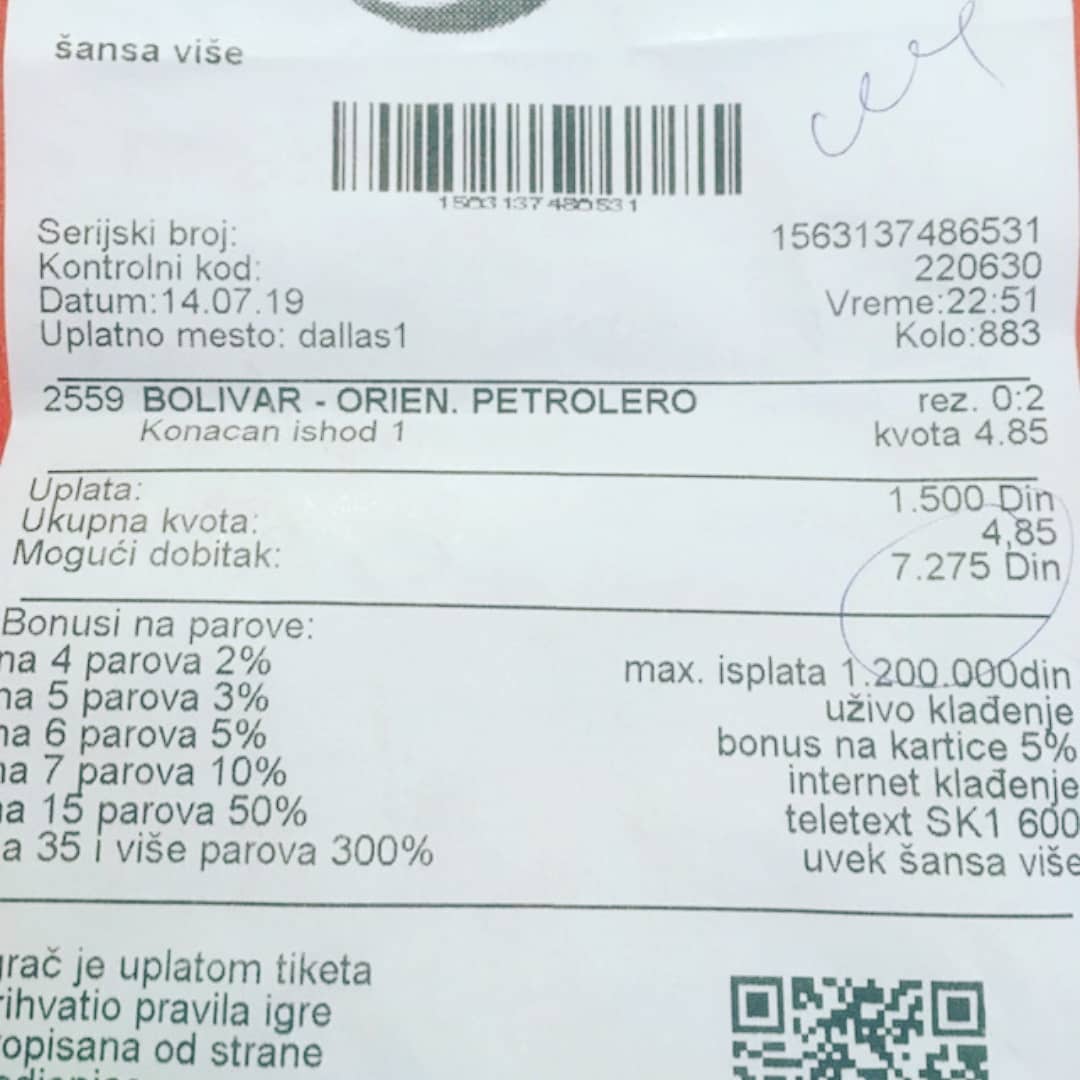 šansa više
1563137486531
Serijski broj: 1563137486531
Kontrolni kod: 220630
Datum:14.07.19 Vreme:22:51
Uplatno mesto: dallas1 Kolo:883
2559 BOLIVAR - ORIEN. PETROLERO rez. 0:2
Konacan ishod 1 kvota 4.85
Uplata: 1.500 Din
Ukupna kvota: 4,85
Mogući dobitak: 7.275 Din
Bonusi na parove:
na 4 parova 2% max. isplata 1.200.000din
na 5 parova 3% uživo klađenje
na 6 parova 5% bonus na kartice 5%
na 7 parova 10% internet klađenje
na 15 parova 50% teletext SK1 600
a 35 i više parova 300% uvek šansa više
grač je uplatom tiketa
rihvatio pravila igre
opisana od strane